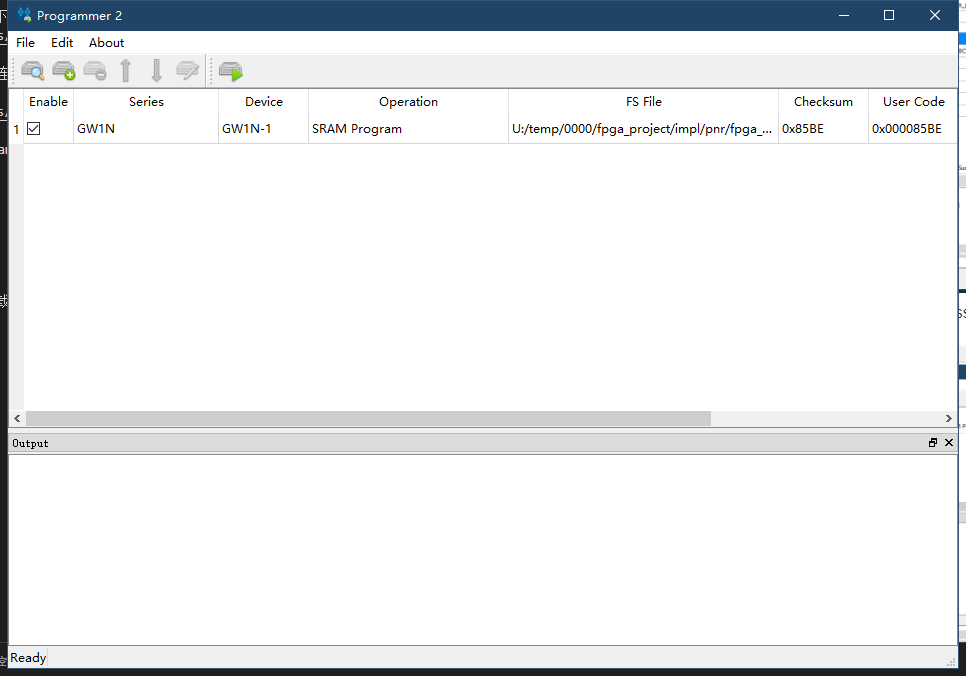 Programmer 2
File Edit About
Enable Series Device Operation FS File Checksum User Code
1 GW1N GW1N-1 SRAM Program U:/temp/0000/fpga_project/impl/pnr/fpga_... 0x85BE 0x000085BE
Output
Ready